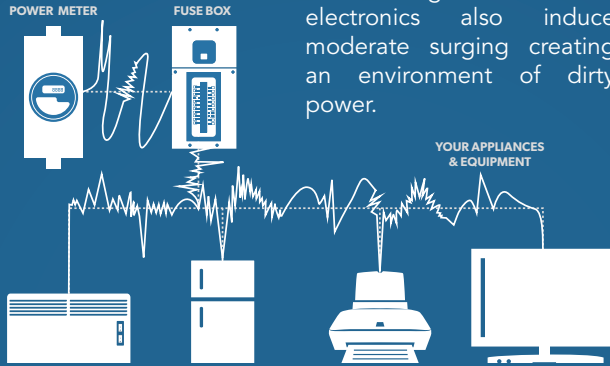 POWER METER
FUSE BOX
electronics also induce
moderate surging creating
an environment of dirty
power.
YOUR APPLIANCES
& EQUIPMENT